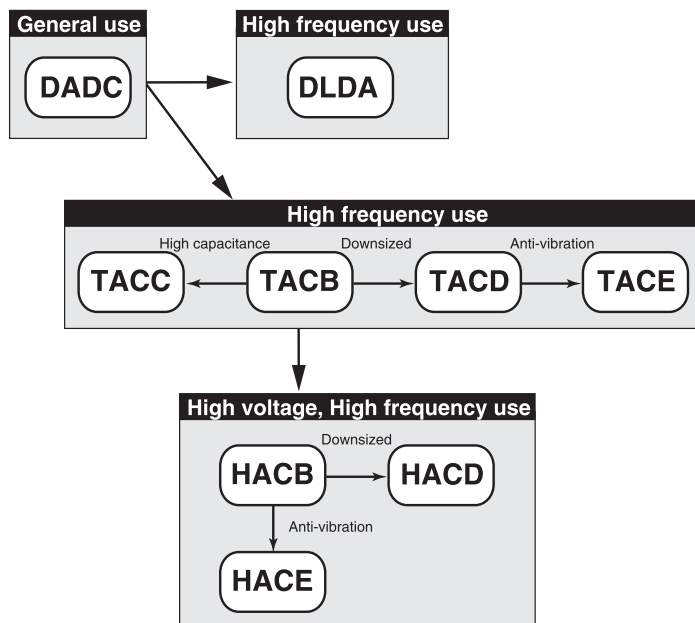 General use
High frequency use
DADC
DLDA
High frequency use
High capacitance
Downsized
Anti-vibration
TACC
TACB
TACD
TACE
High voltage, High frequency use
Downsized
HACB
HACD
Anti-vibration
HACE